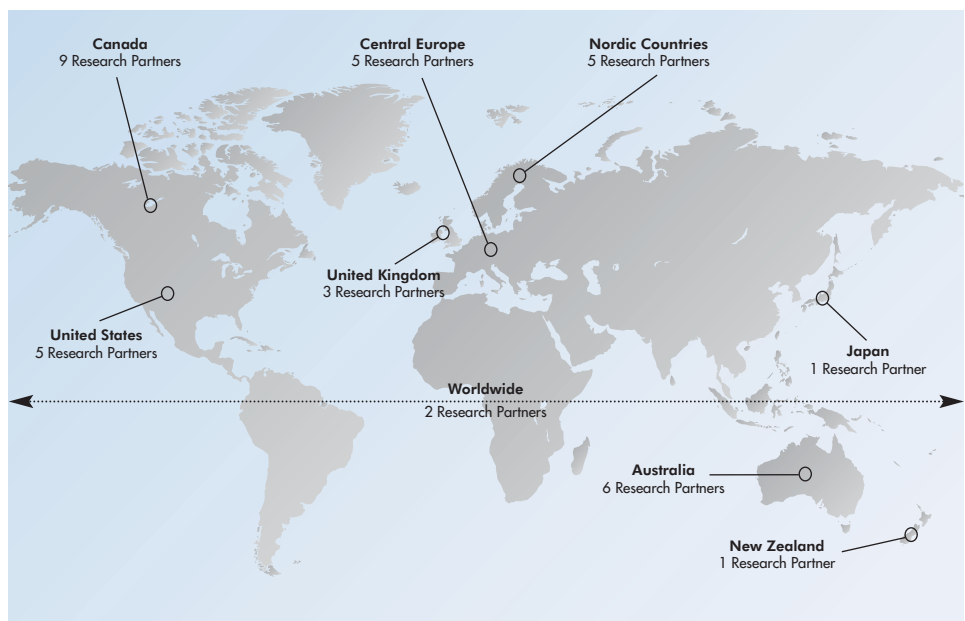 Canada
9 Research Partners
Central Europe
5 Research Partners
Nordic Countries
5 Research Partners
United Kingdom
3 Research Partners
United States
5 Research Partners
Japan
1 Research Partner
Worldwide
2 Research Partners
Australia
6 Research Partners
New Zealand
1 Research Partner